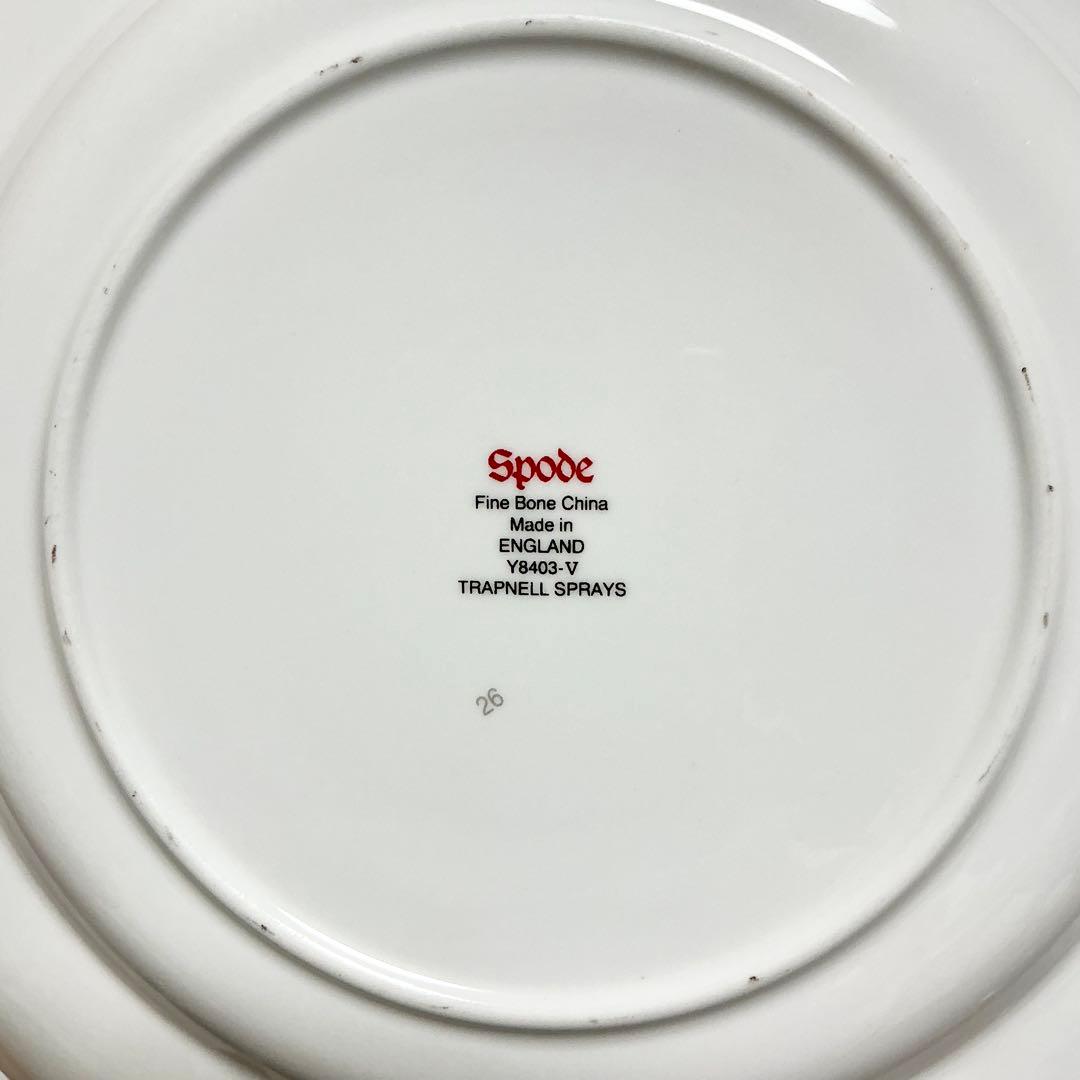 Spode
Fine Bone China
Made in
ENGLAND
Y8403-V
TRAPNELL SPRAYS
26